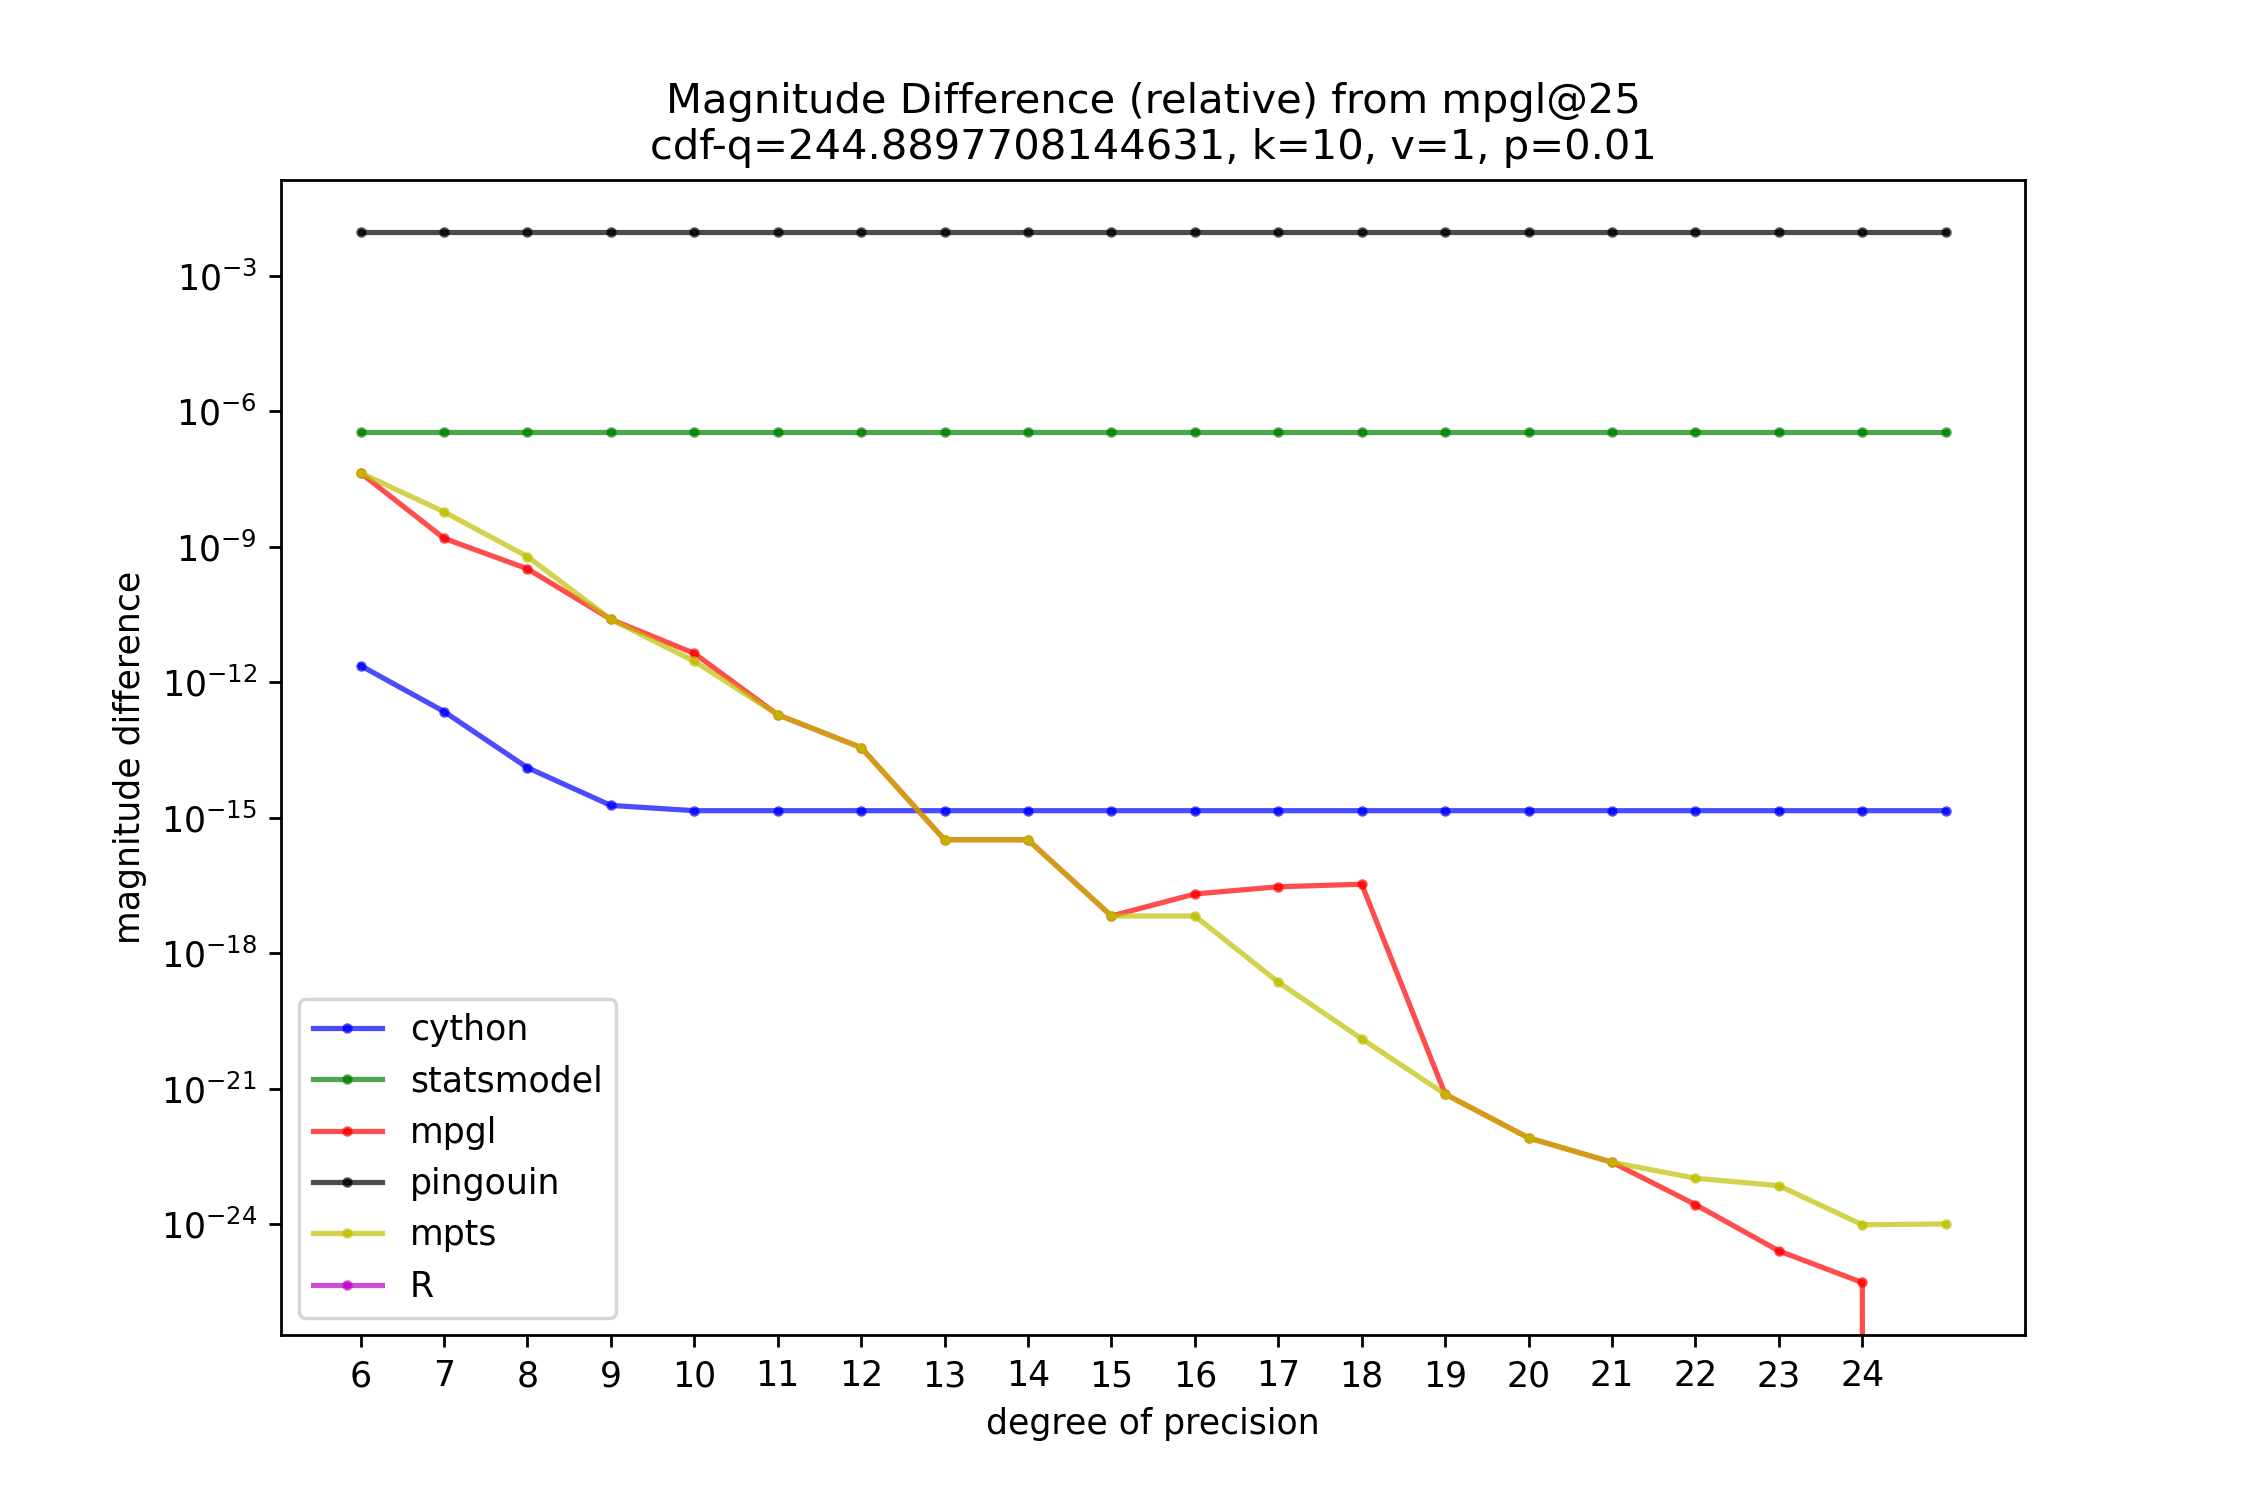 Magnitude Difference (relative) from mpgl@25
cdf-q=244.8897708144631, k=10, v=1, p=0.01
magnitude difference
10⁻³
10⁻⁶
10⁻⁹
10⁻¹²
10⁻¹⁵
10⁻¹⁸
10⁻²¹
10⁻²⁴
cython
statsmodel
mpgl
pingouin
mpts
R
6 7 8 9 10 11 12 13 14 15 16 17 18 19 20 21 22 23 24
degree of precision